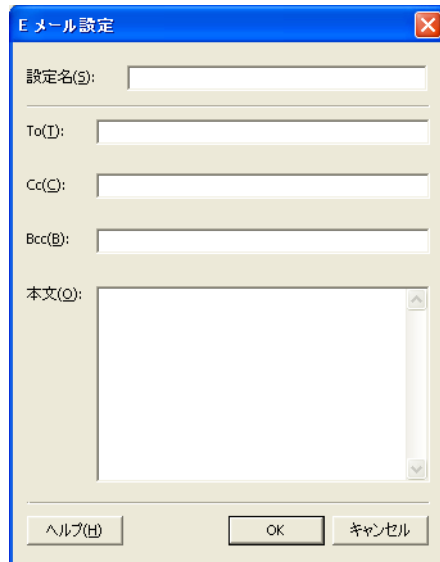 E メール設定
設定名(S):
To(T):
Cc(C):
Bcc(B):
本文(O):
ヘルプ(H) OK キャンセル